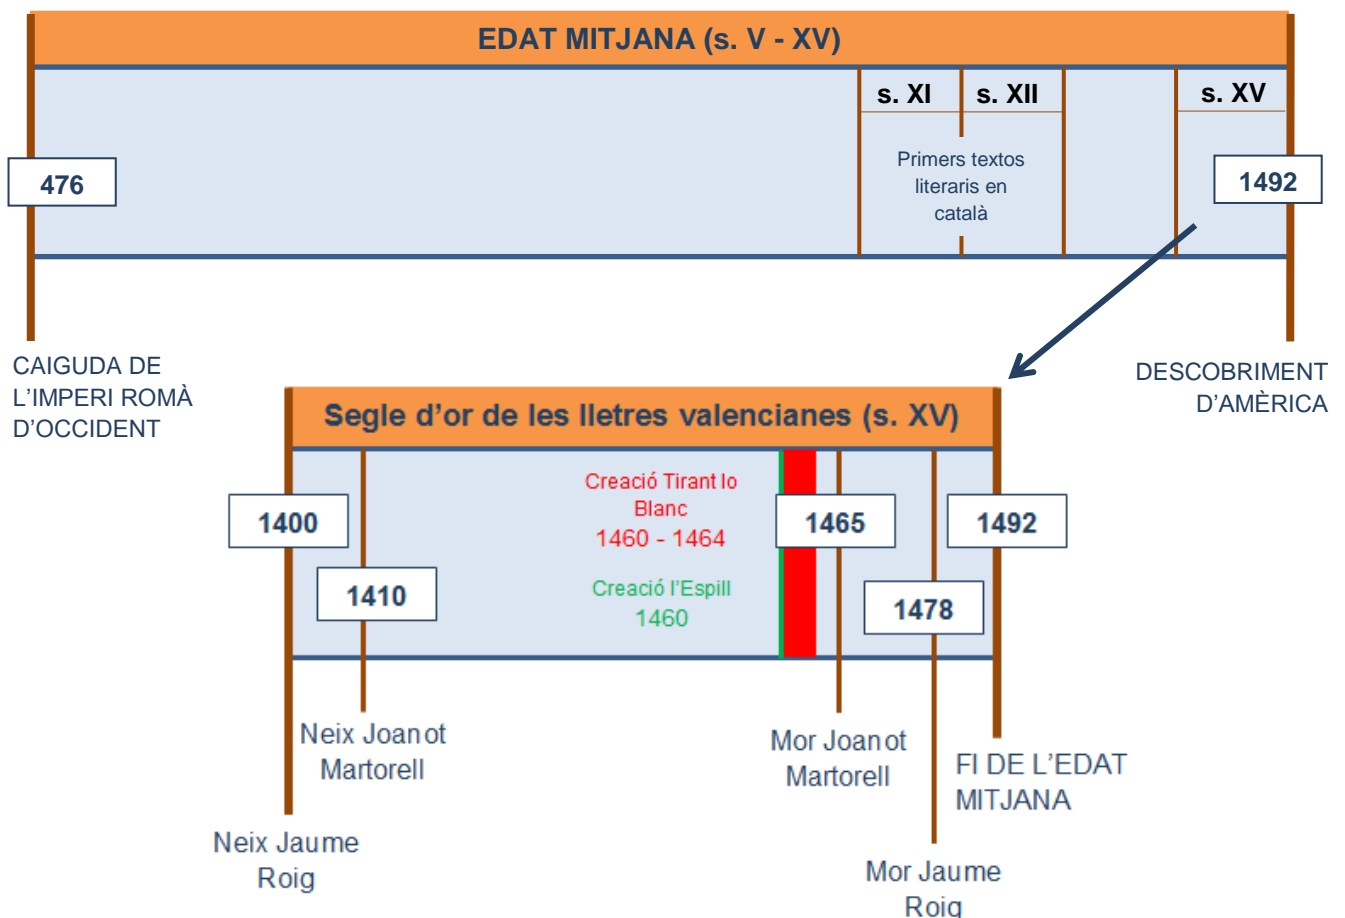 EDAT MITJANA (s. V - XV)
s. XI
s. XII
s. XV
Primers textos
literaris en
català
476
1492
CAIGUDA DE
L’IMPERI ROMÀ
D’OCCIDENT
DESCOBRIMENT
D’AMÈRICA
Segle d’or de les lletres valencianes (s. XV)
Creació Tirant lo
Blanc
1460 - 1464
Creació l’Espill
1460
1400
1410
1465
1478
1492
Neix Joanot
Martorell
Mor Joanot
Martorell
FI DE L’EDAT
MITJANA
Neix Jaume
Roig
Mor Jaume
Roig